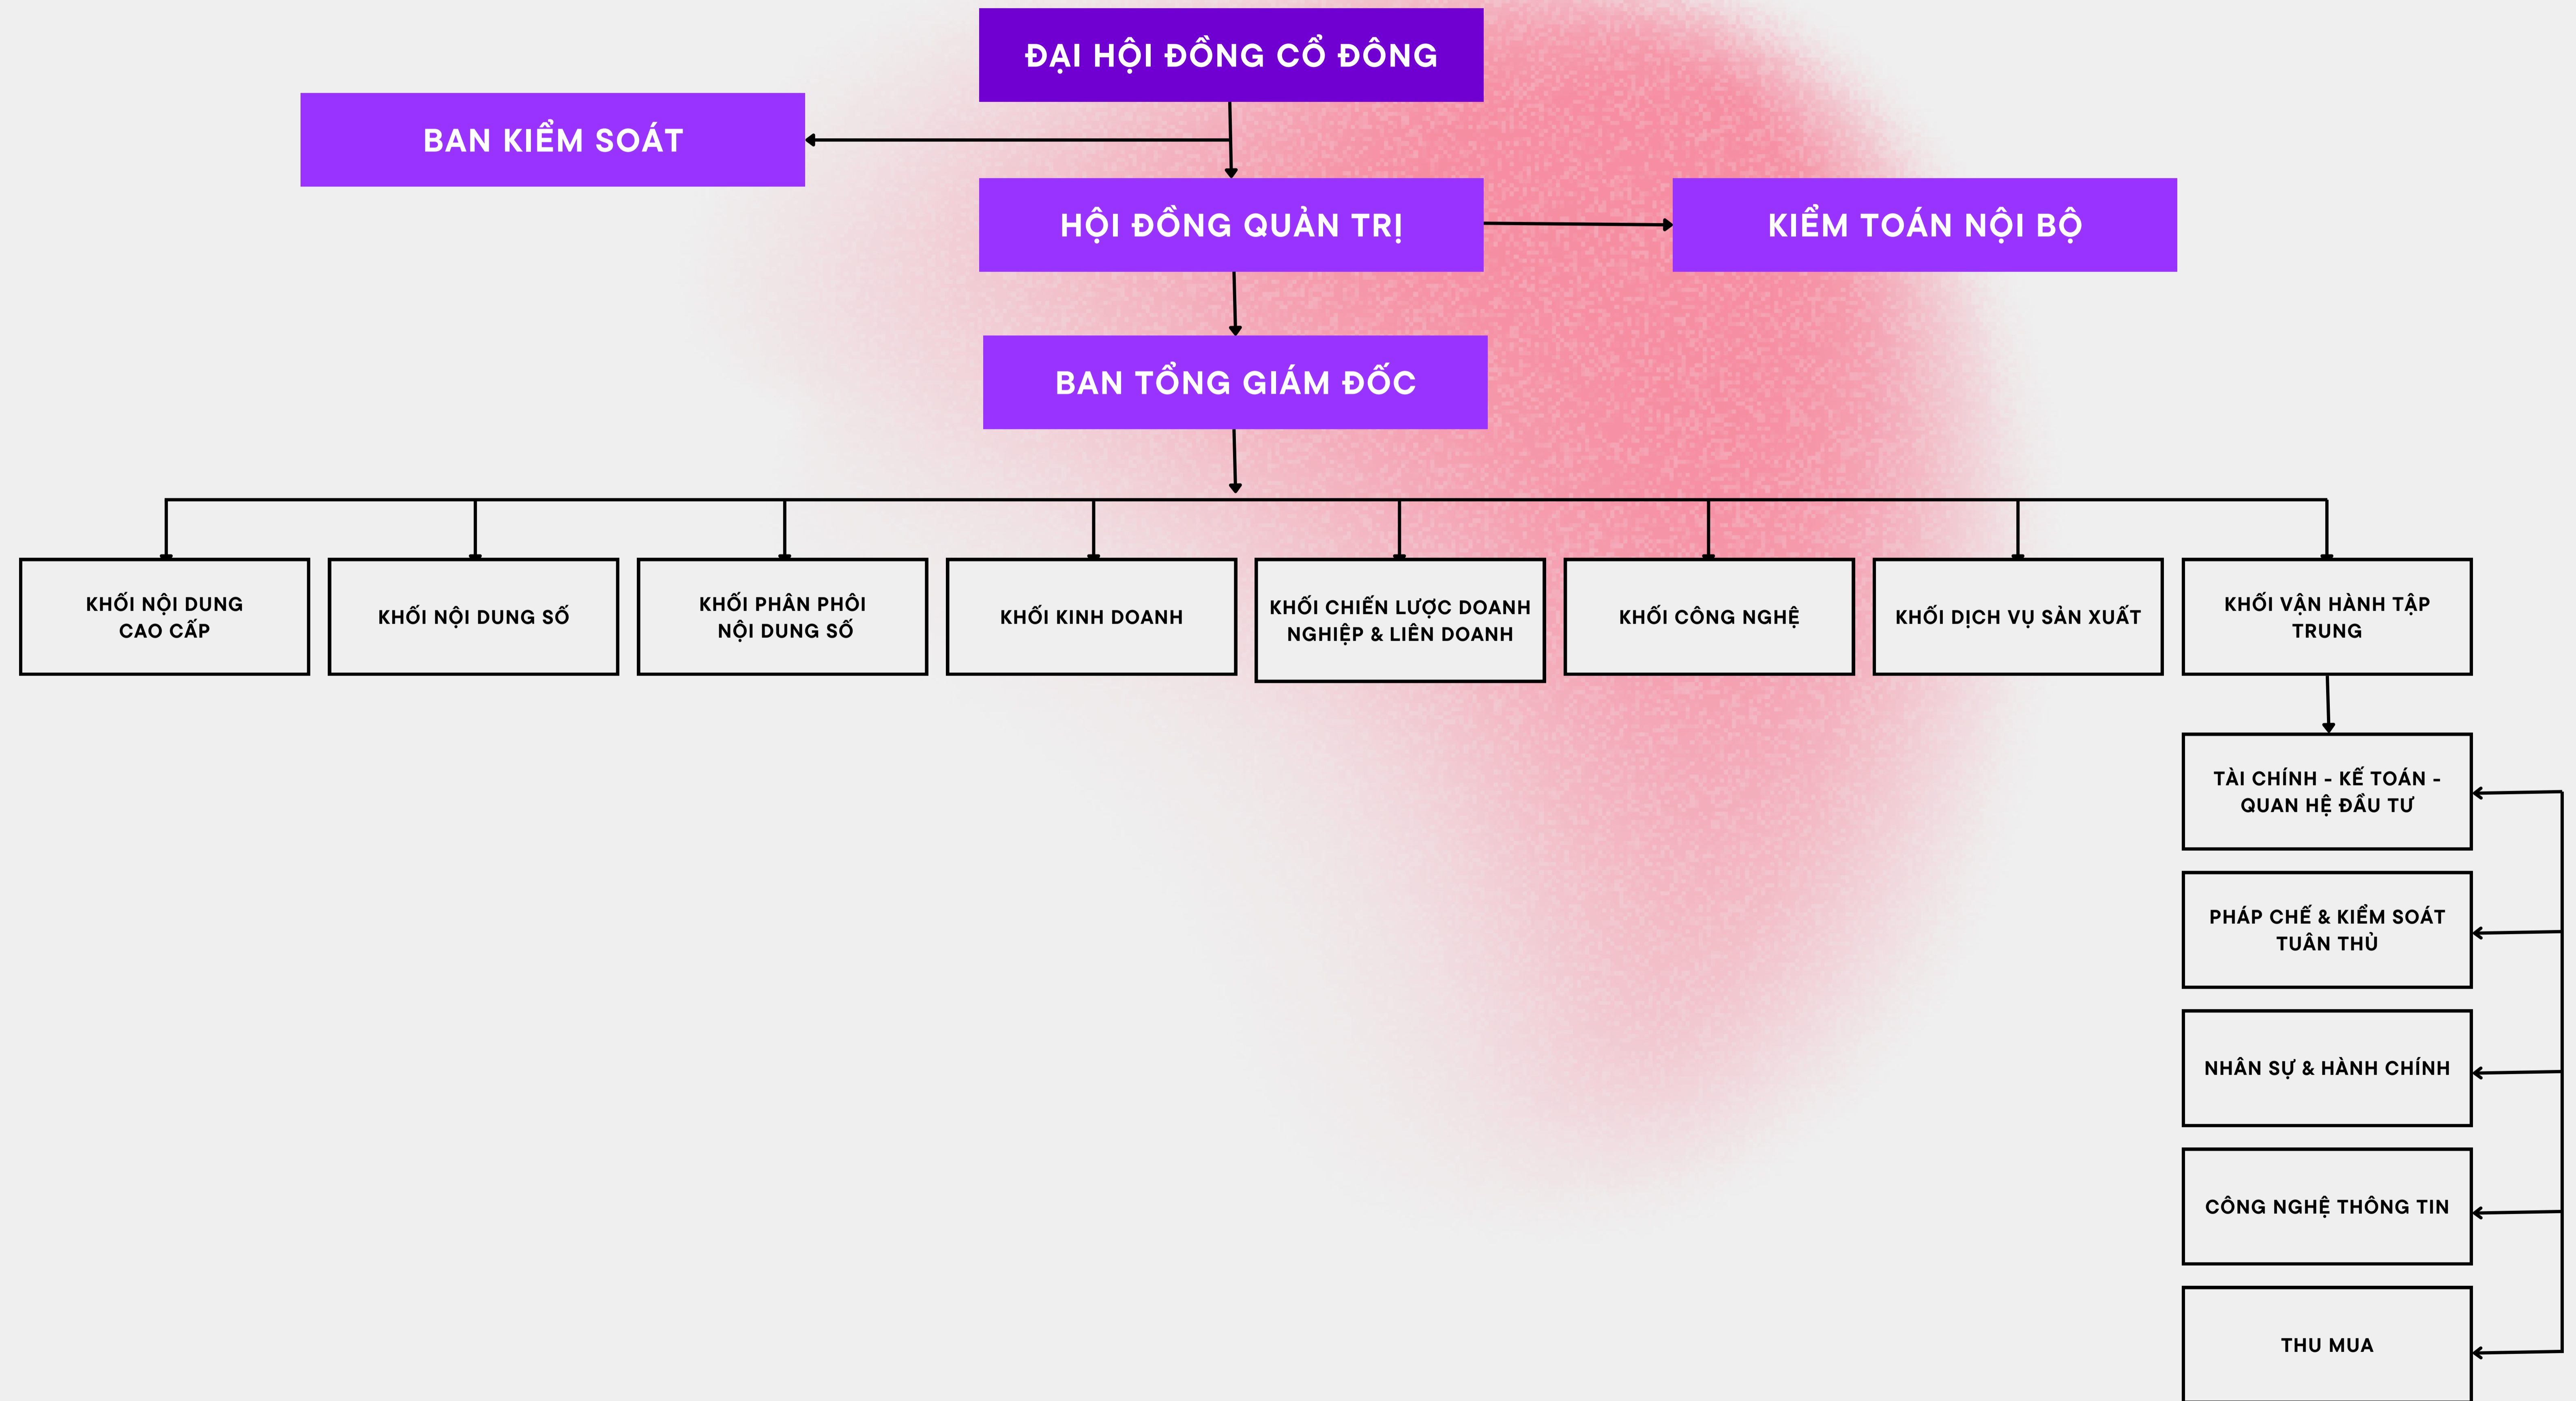 ĐẠI HỘI ĐỒNG CỔ ĐÔNG
BAN KIỂM SOÁT
HỘI ĐỒNG QUẢN TRỊ
KIỂM TOÁN NỘI BỘ
BAN TỔNG GIÁM ĐỐC
KHỐI NỘI DUNG
CAO CẤP
KHỐI NỘI DUNG SỐ
KHỐI PHÂN PHÔI
NỘI DUNG SỐ
KHỐI KINH DOANH
KHỐI CHIẾN LƯỢC DOANH
NGHIỆP & LIÊN DOANH
KHỐI CÔNG NGHỆ
KHỐI DỊCH VỤ SẢN XUẤT
KHỐI VẬN HÀNH TẬP
TRUNG
TÀI CHÍNH - KẾ TOÁN -
QUAN HỆ ĐẦU TƯ
PHÁP CHẾ & KIỂM SOÁT
TUÂN THỦ
NHÂN SỰ & HÀNH CHÍNH
CÔNG NGHỆ THÔNG TIN
THU MUA